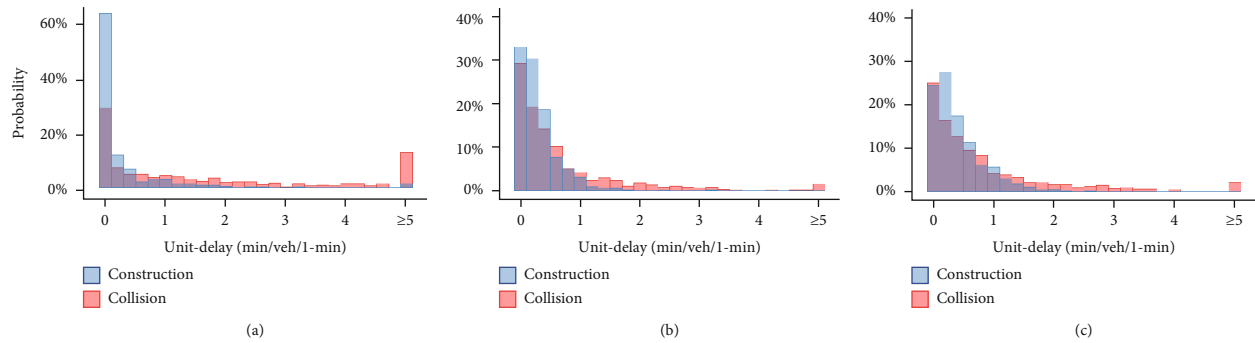 Probability
60%
40%
20%
0%
0 1 2 3 4 ≥5
Unit-delay (min/veh/1-min)
Construction
Collision
(a)
40%
30%
20%
10%
0%
0 1 2 3 ≥5
Unit-delay (min/veh/1-min)
Construction
Collision
(b)
40%
30%
20%
10%
0%
0 1 2 3 4 ≥5
Unit-delay (min/veh/1-min)
Construction
Collision
(c)